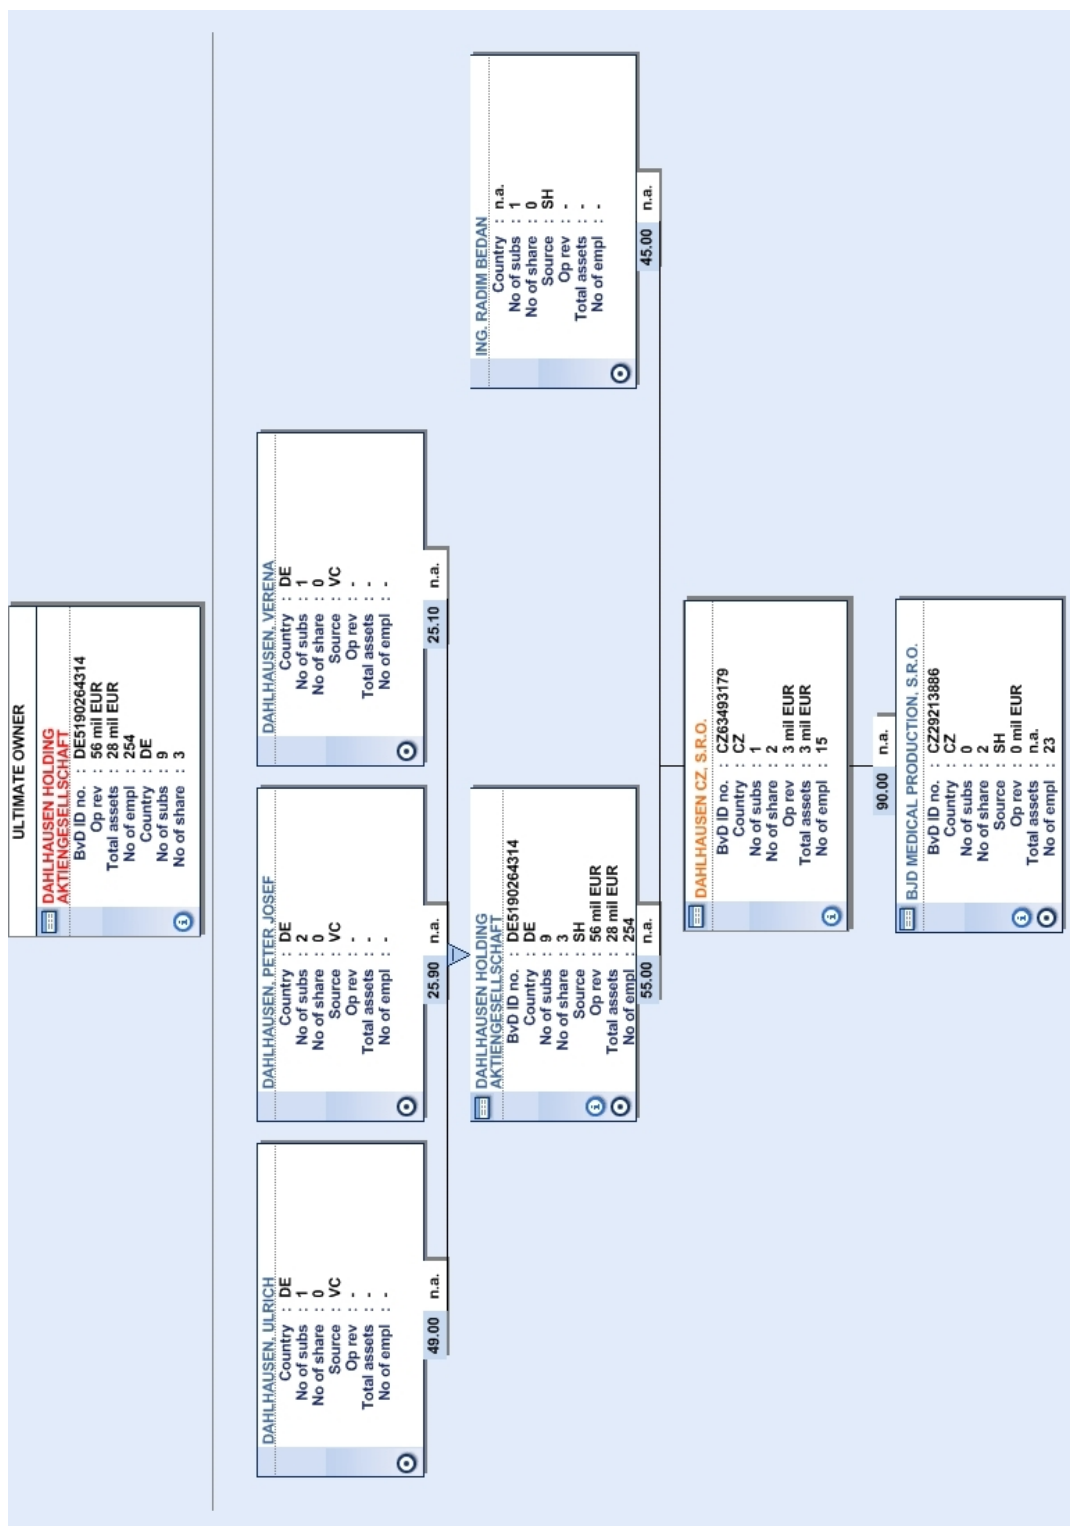 ULTIMATE OWNER
DAHLHAUSEN HOLDING
AKTIENGESELLSCHAFT
BvD ID no. : DE5190264314
Op rev : 56 mil EUR
Total assets : 28 mil EUR
No of empl : 254
Country : DE
No of subs : 9
No of share : 3
DAHLHAUSEN, ULRICH
Country : DE
No of subs : 1
No of share : 0
Source : VC
Op rev : -
Total assets : -
No of empl : -
49.00 n.a.
DAHLHAUSEN, PETER JOSEF
Country : DE
No of subs : 2
No of share : 0
Source : VC
Op rev : -
Total assets : -
No of empl : -
25.90 n.a.
DAHLHAUSEN, VERENA
Country : DE
No of subs : 1
No of share : 0
Source : VC
Op rev : -
Total assets : -
No of empl : -
25.10 n.a.
DAHLHAUSEN HOLDING
AKTIENGESELLSCHAFT
BvD ID no. : DE5190264314
Country : DE
No of subs : 9
No of share : 3
Source : SH
Op rev : 56 mil EUR
Total assets : 28 mil EUR
No of empl : 254
55.00 n.a.
ING. RADIM BEDAN
Country : n.a.
No of subs : 1
No of share : 0
Source : SH
Op rev : -
Total assets : -
No of empl : -
45.00 n.a.
DAHLHAUSEN CZ, S.R.O.
BvD ID no. : CZ63493179
Country : CZ
No of subs : 1
No of share : 2
Op rev : 3 mil EUR
Total assets : 3 mil EUR
No of empl : 15
90.00 n.a.
BJD MEDICAL PRODUCTION, S.R.O.
BvD ID no. : CZ29213886
Country : CZ
No of subs : 0
No of share : 2
Source : SH
Op rev : 0 mil EUR
Total assets : n.a.
No of empl : 23